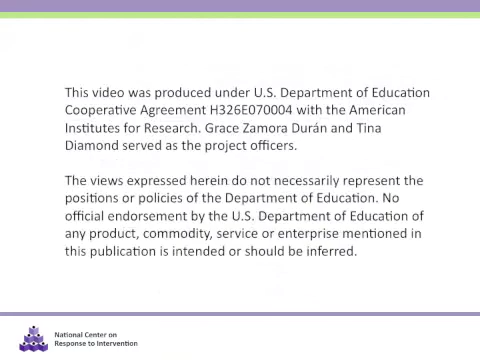 This video was produced under U.S. Department of Education
Cooperative Agreement H326E070004 with the American
Institutes for Research. Grace Zamora Durán and Tina
Diamond served as the project officers.
The views expressed herein do not necessarily represent the
positions or policies of the Department of Education. No
official endorsement by the U.S. Department of Education of
any product, commodity, service or enterprise mentioned in
this publication is intended or should be inferred.
National Center on
Response to Intervention